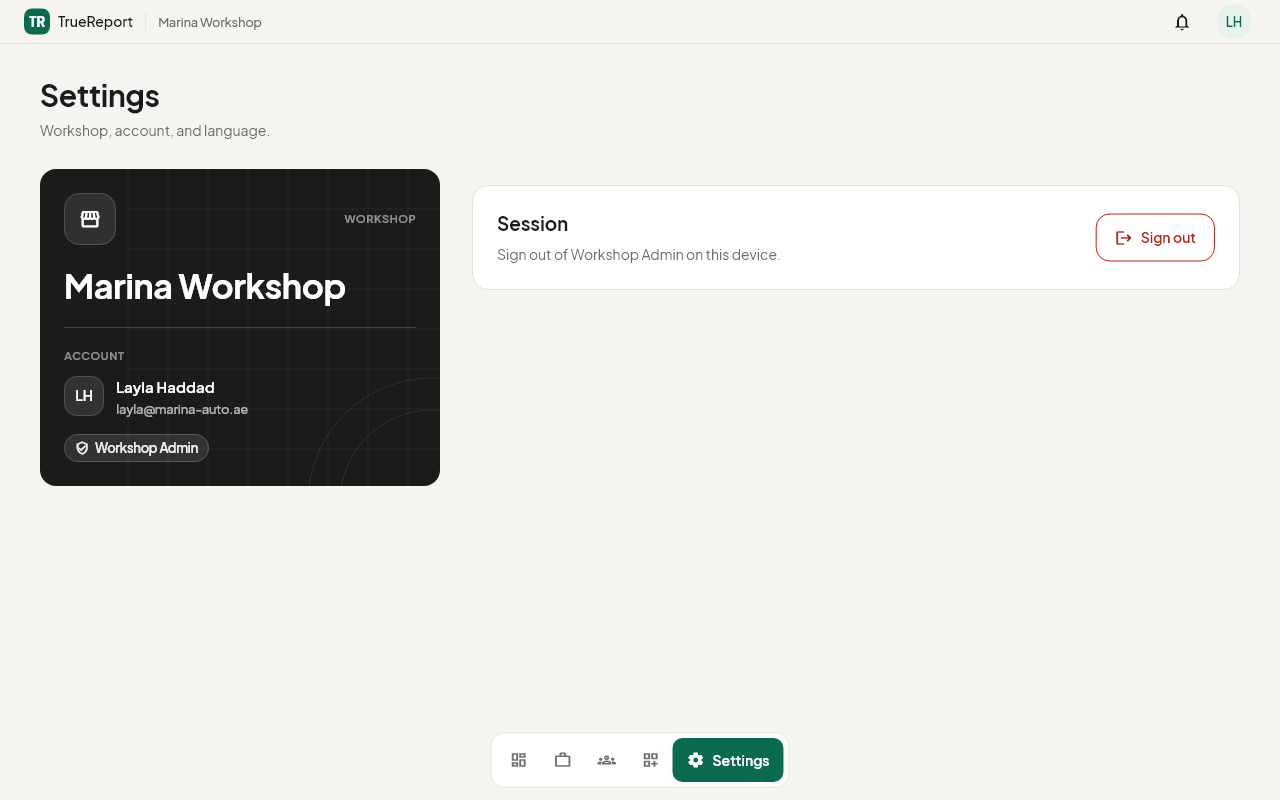 TR TrueReport Marina Workshop LH
Settings
Workshop, account, and language.
WORKSHOP
Marina Workshop
ACCOUNT
LH
Layla Haddad
layla@marina-auto.ae
Workshop Admin
Session
Sign out of Workshop Admin on this device.
Sign out
Settings